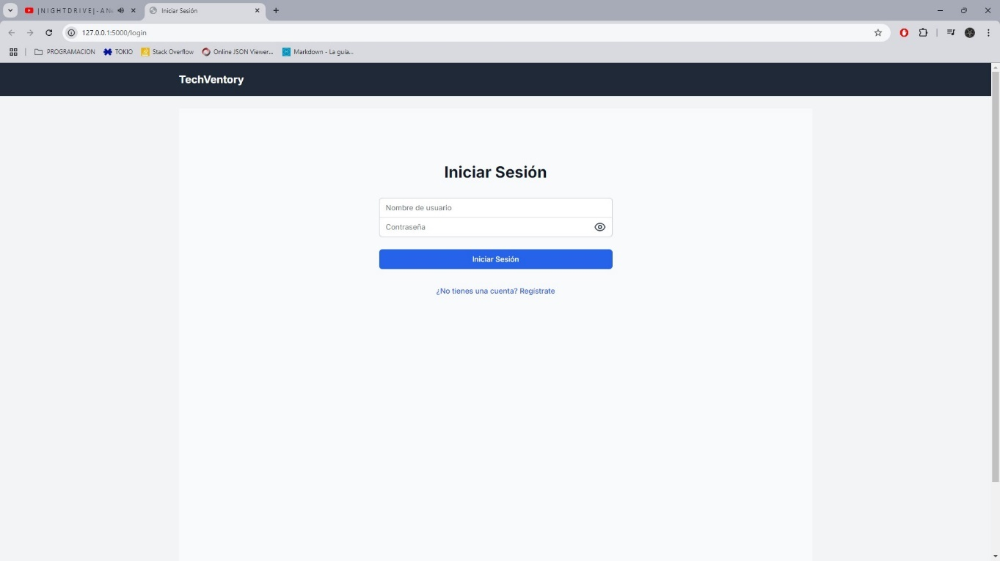 |NIGHTDRIVE|-AN
Iniciar Sesión
127.0.0.1:5000/login
PROGRAMACION
TOKIO
Stack Overflow
Online JSON Viewer...
Markdown - La guía...
TechVentory
Iniciar Sesión
Nombre de usuario
Contraseña
Iniciar Sesión
¿No tienes una cuenta? Regístrate